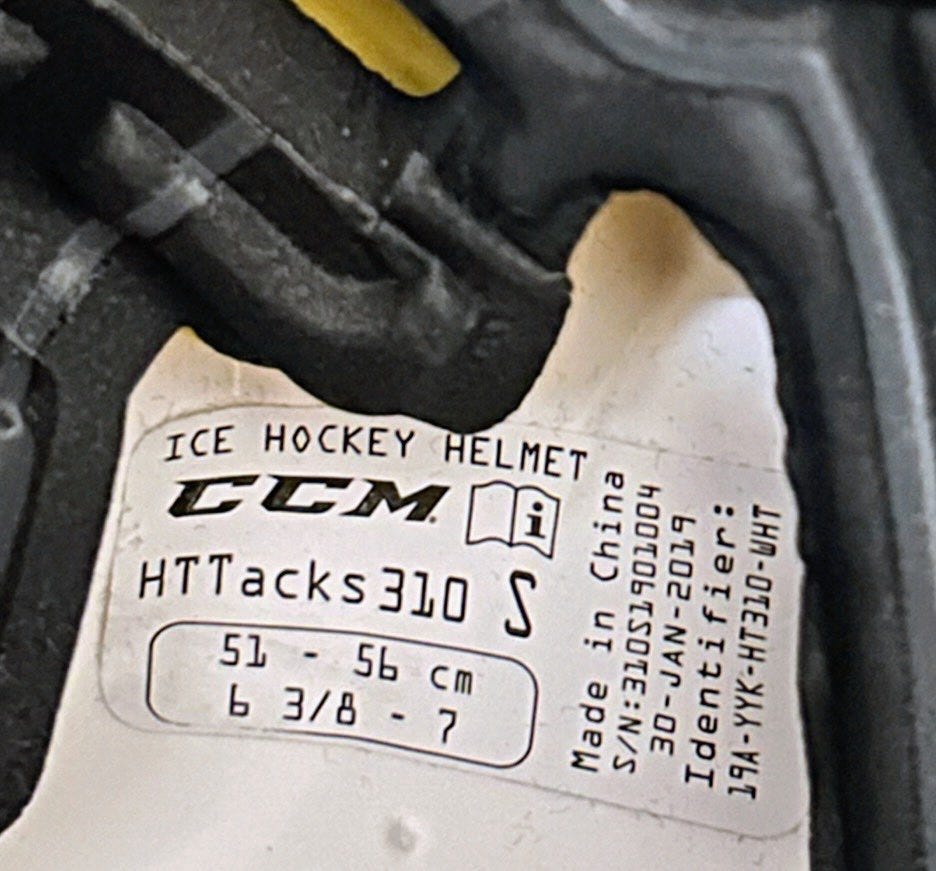 ICE HOCKEY HELMET
CCM
HTTacks310 S
51 - 56 cm
6 3/8 - 7
Made in China
S/N:310S1901004
30-JAN-2019
Identifier:
19A-YYK-HT310-WHT